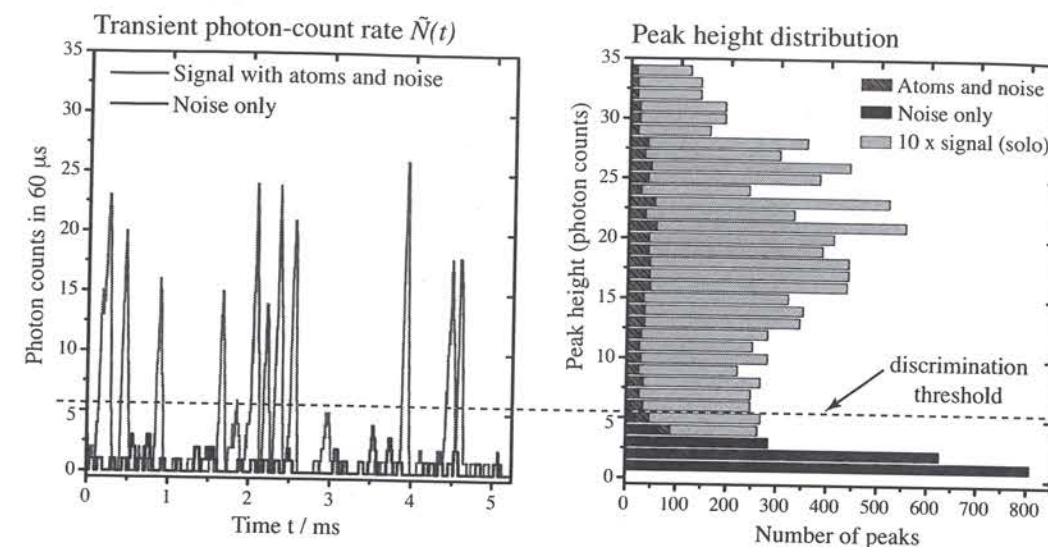 Transient photon-count rate Ñ(t)
35
30
25
20
15
10
5
0
Photon counts in 60 μs
Signal with atoms and noise
Noise only
0
1
2
3
4
5
Time t / ms
Peak height distribution
35
30
25
20
15
10
5
0
Peak height (photon counts)
Atoms and noise
Noise only
10 x signal (solo)
discrimination
threshold
0
100
200
300
400
500
600
700
800
Number of peaks